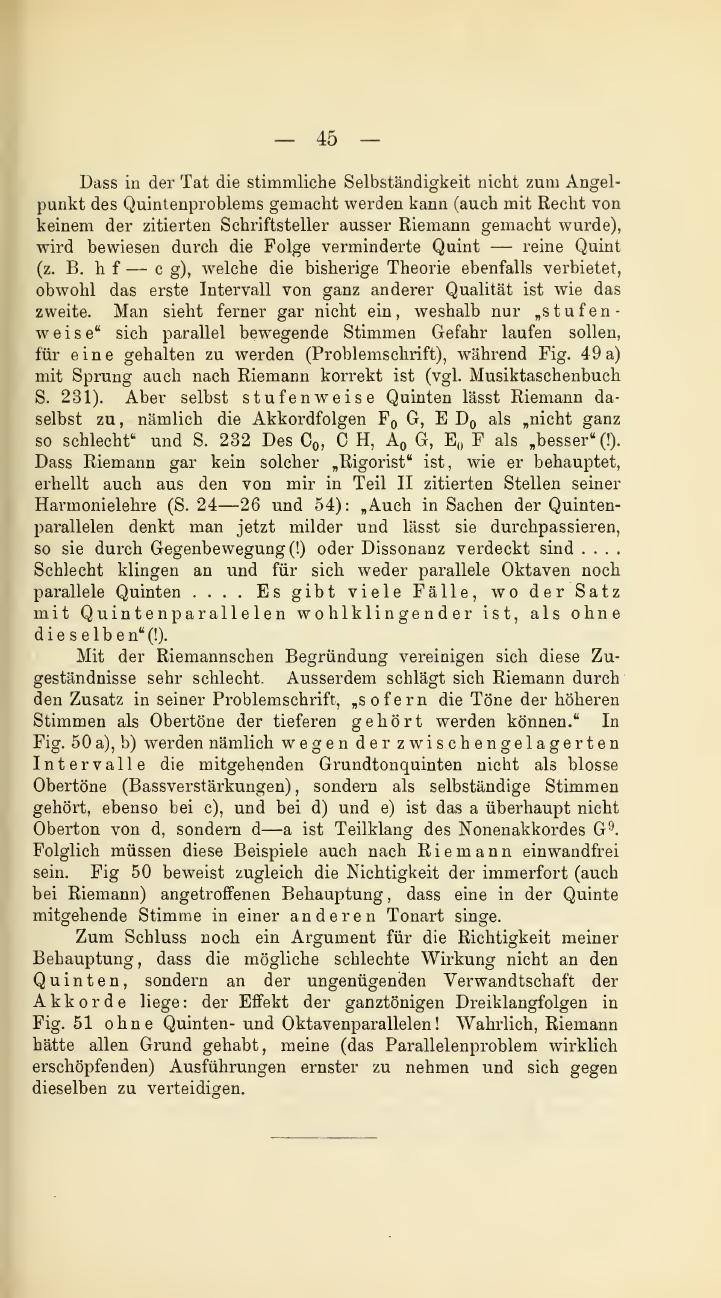 — 45 —
Dass in der Tat die stimmliche Selbständigkeit nicht zum Angel-
punkt des Quintenproblems gemacht werden kann (auch mit Recht von
keinem der zitierten Schriftsteller ausser Riemann gemacht wurde),
wird bewiesen durch die Folge verminderte Quint — reine Quint
(z. B. h f — c g), welche die bisherige Theorie ebenfalls verbietet,
obwohl das erste Intervall von ganz anderer Qualität ist wie das
zweite. Man sieht ferner gar nicht ein, weshalb nur „stufen-
weise“ sich parallel bewegende Stimmen Gefahr laufen sollen,
für eine gehalten zu werden (Problemschrift), während Fig. 49 a)
mit Sprung auch nach Riemann korrekt ist (vgl. Musiktaschenbuch
S. 231). Aber selbst stufenweise Quinten lässt Riemann da-
selbst zu, nämlich die Akkordfolgen F₀ G, E D₀ als „nicht ganz
so schlecht“ und S. 232 Des C₀, C H, A₀ G, E₀ F als „besser“ (!).
Dass Riemann gar kein solcher „Rigorist“ ist, wie er behauptet,
erhellt auch aus den von mir in Teil II zitierten Stellen seiner
Harmonielehre (S. 24—26 und 54): „Auch in Sachen der Quinten-
parallelen denkt man jetzt milder und lässt sie durchpassieren,
so sie durch Gegenbewegung (!) oder Dissonanz verdeckt sind . . . .
Schlecht klingen an und für sich weder parallele Oktaven noch
parallele Quinten . . . . Es gibt viele Fälle, wo der Satz
mit Quintenparallelen wohlklingender ist, als ohne
dieselben“ (!).
Mit der Riemannschen Begründung vereinigen sich diese Zu-
geständnisse sehr schlecht. Ausserdem schlägt sich Riemann durch
den Zusatz in seiner Problemschrift, „sofern die Töne der höheren
Stimmen als Obertöne der tieferen gehört werden können.“ In
Fig. 50 a), b) werden nämlich wegen der zwischengelagerten
Intervalle die mitgehenden Grundtonquinten nicht als blosse
Obertöne (Bassverstärkungen), sondern als selbständige Stimmen
gehört, ebenso bei c), und bei d) und e) ist das a überhaupt nicht
Oberton von d, sondern d—a ist Teilklang des Nonenakkordes G⁹.
Folglich müssen diese Beispiele auch nach Riemann einwandfrei
sein. Fig 50 beweist zugleich die Nichtigkeit der immerfort (auch
bei Riemann) angetroffenen Behauptung, dass eine in der Quinte
mitgehende Stimme in einer anderen Tonart singe.
Zum Schluss noch ein Argument für die Richtigkeit meiner
Behauptung, dass die mögliche schlechte Wirkung nicht an den
Quinten, sondern an der ungenügenden Verwandtschaft der
Akkorde liege: der Effekt der ganztönigen Dreiklangfolgen in
Fig. 51 ohne Quinten- und Oktavenparallelen! Wahrlich, Riemann
hätte allen Grund gehabt, meine (das Parallelenproblem wirklich
erschöpfenden) Ausführungen ernster zu nehmen und sich gegen
dieselben zu verteidigen.